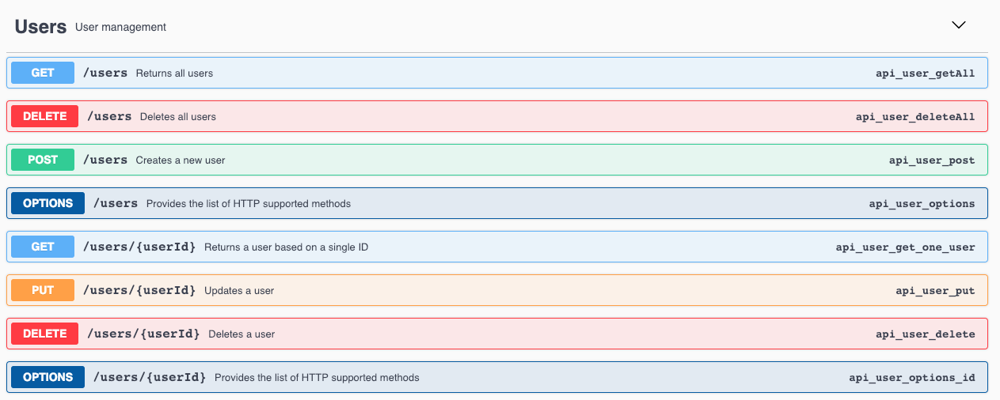 Users User management
GET /users Returns all users api_user_getAll
DELETE /users Deletes all users api_user_deleteAll
POST /users Creates a new user api_user_post
OPTIONS /users Provides the list of HTTP supported methods api_user_options
GET /users/{userId} Returns a user based on a single ID api_user_get_one_user
PUT /users/{userId} Updates a user api_user_put
DELETE /users/{userId} Deletes a user api_user_delete
OPTIONS /users/{userId} Provides the list of HTTP supported methods api_user_options_id